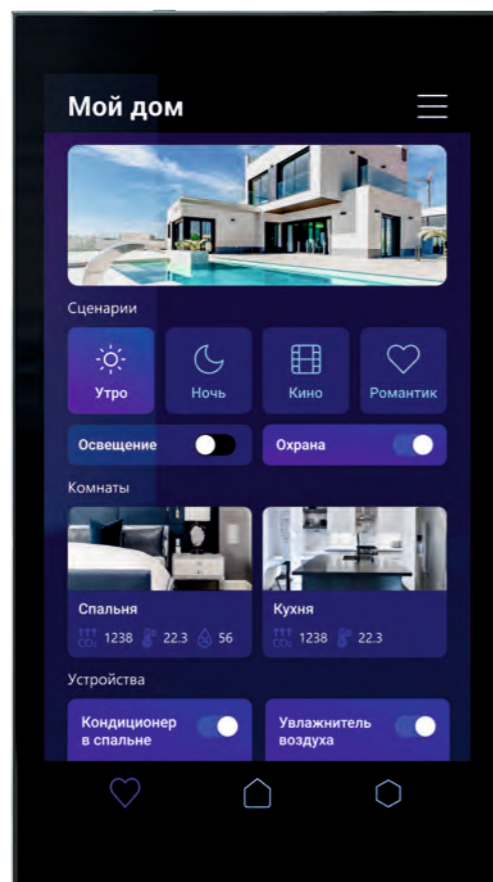 Мой дом
Сценарии
Утро Ночь Кино Романтик
Освещение Охрана
Комнаты
Спальня Кухня
CO₂ 1238 22.3 % 56 CO₂ 1238 22.3
Устройства
Кондиционер Увлажнитель
в спальне воздуха